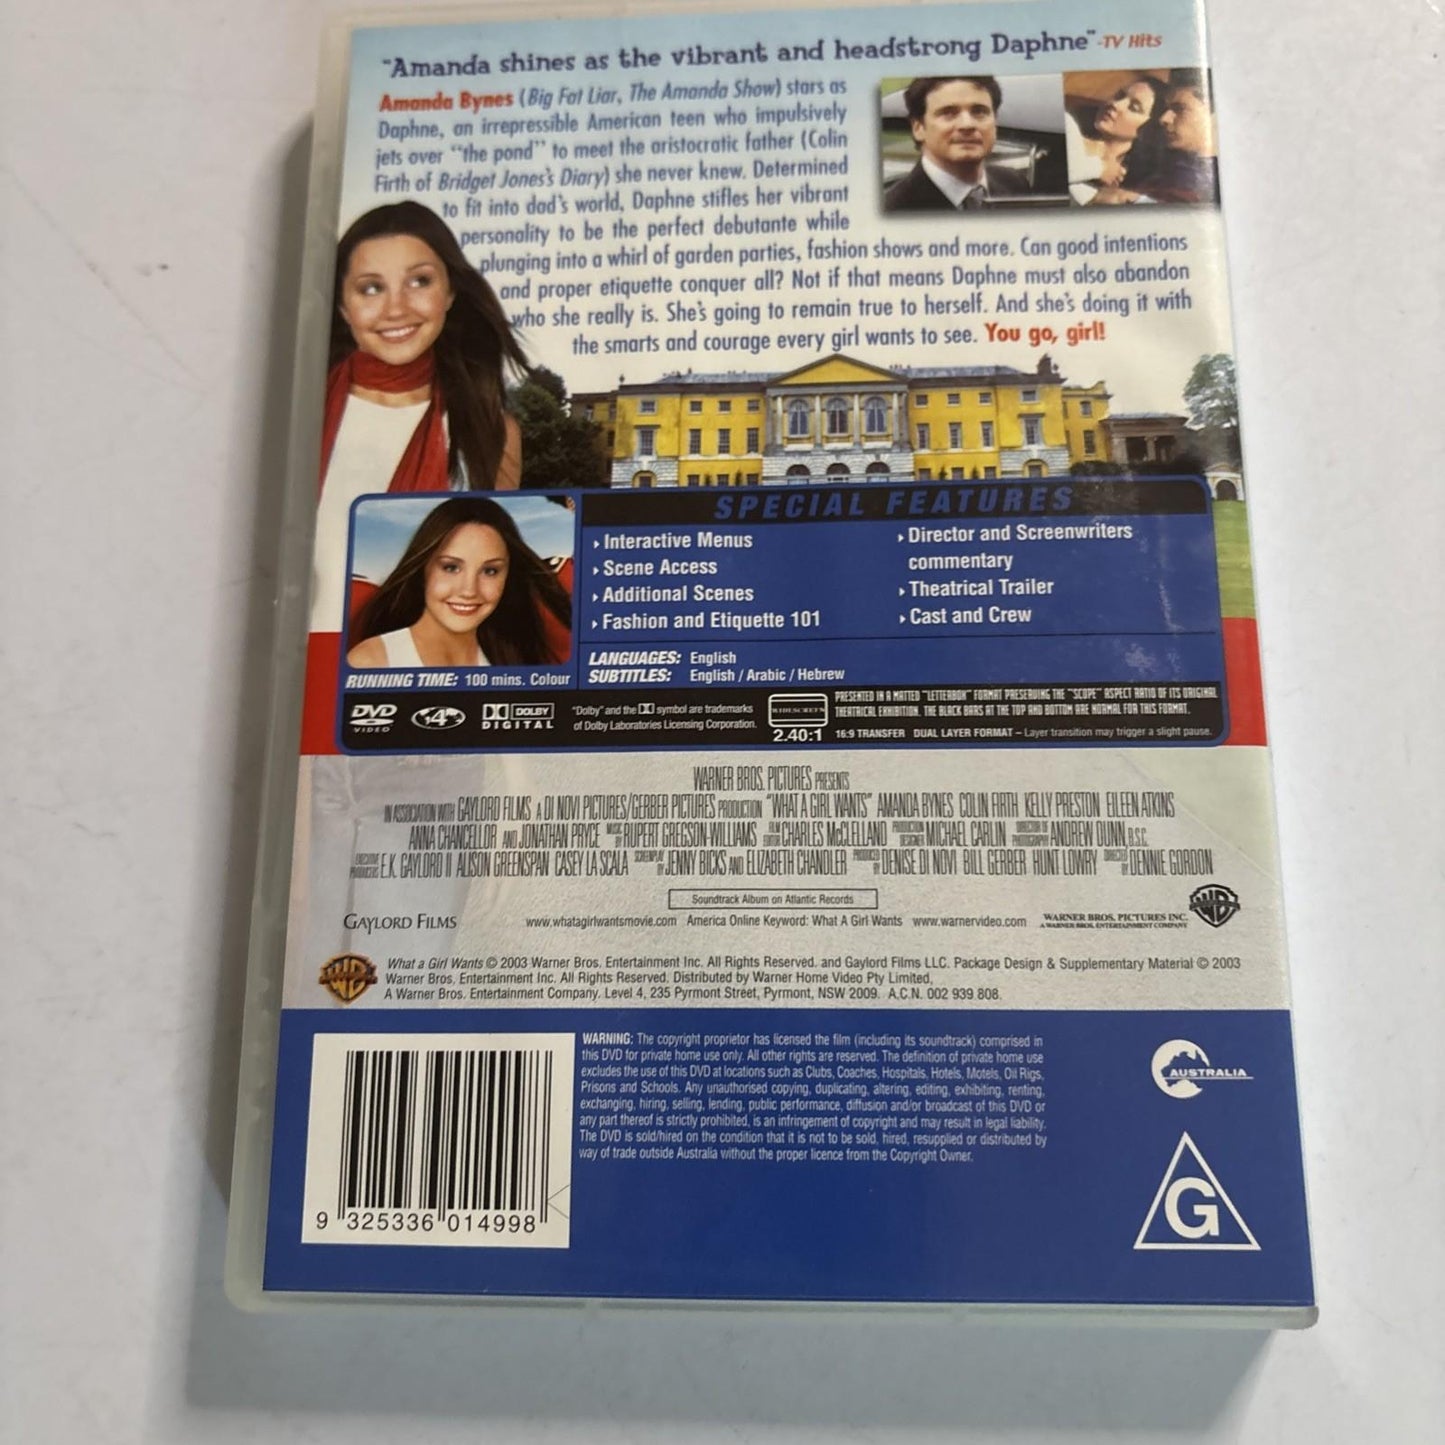 "Amanda shines as the vibrant and headstrong Daphne" -TV Hits
Amanda Bynes (Big Fat Liar, The Amanda Show) stars as
Daphne, an irrepressible American teen who impulsively
jets over "the pond" to meet the aristocratic father (Colin
Firth of Bridget Jones's Diary) she never knew. Determined
to fit into dad's world, Daphne stifles her vibrant
personality to be the perfect debutante while
plunging into a whirl of garden parties, fashion shows and more. Can good intentions
and proper etiquette conquer all? Not if that means Daphne must also abandon
who she really is. She's going to remain true to herself. And she's doing it with
the smarts and courage every girl wants to see. You go, girl!
SPECIAL FEATURES
Interactive Menus
Scene Access
Additional Scenes
Fashion and Etiquette 101
Director and Screenwriters
commentary
Theatrical Trailer
Cast and Crew
LANGUAGES: English
SUBTITLES: English / Arabic / Hebrew
RUNNING TIME: 100 mins. Colour
DVD
VIDEO
4
DOLBY
DIGITAL
"Dolby" and the DD symbol are trademarks
of Dolby Laboratories Licensing Corporation.
WIDESCREEN
2.40:1
PRESENTED IN A MATTED "LETTERBOX" FORMAT PRESERVING THE "SCOPE" ASPECT RATIO OF ITS ORIGINAL
THEATRICAL EXHIBITION. THE BLACK BARS AT THE TOP AND BOTTOM ARE NORMAL FOR THIS FORMAT.
16:9 TRANSFER DUAL LAYER FORMAT – Layer transition may trigger a slight pause.
WARNER BROS. PICTURES PRESENTS
IN ASSOCIATION WITH GAYLORD FILMS A DI NOVI PICTURES/GERBER PICTURES PRODUCTION "WHAT A GIRL WANTS" AMANDA BYNES COLIN FIRTH KELLY PRESTON EILEEN ATKINS
ANNA CHANCELLOR AND JONATHAN PRYCE MUSIC BY RUPERT GREGSON-WILLIAMS FILM EDITOR CHARLES McCLELLAND PRODUCTION DESIGNER MICHAEL CARLIN DIRECTOR OF PHOTOGRAPHY ANDREW DUNN, B.S.C.
EXECUTIVE PRODUCERS E.K. GAYLORD II ALISON GREENSPAN CASEY LA SCALA SCREENPLAY BY JENNY BICKS AND ELIZABETH CHANDLER PRODUCED BY DENISE DI NOVI BILL GERBER HUNT LOWRY DIRECTED BY DENNIE GORDON
Soundtrack Album on Atlantic Records
GAYLORD FILMS www.whatagirlwantsmovie.com America Online Keyword: What A Girl Wants www.warnervideo.com WARNER BROS. PICTURES INC.
A WARNER BROS. ENTERTAINMENT COMPANY
What a Girl Wants © 2003 Warner Bros. Entertainment Inc. All Rights Reserved. and Gaylord Films LLC. Package Design & Supplementary Material © 2003
Warner Bros. Entertainment Inc. All Rights Reserved. Distributed by Warner Home Video Pty Limited,
A Warner Bros. Entertainment Company. Level 4, 235 Pyrmont Street, Pyrmont, NSW 2009. A.C.N. 002 939 808.
WARNING: The copyright proprietor has licensed the film (including its soundtrack) comprised in
this DVD for private home use only. All other rights are reserved. The definition of private home use
excludes the use of this DVD at locations such as Clubs, Coaches, Hospitals, Hotels, Motels, Oil Rigs,
Prisons and Schools. Any unauthorised copying, duplicating, altering, editing, exhibiting, renting,
exchanging, hiring, selling, lending, public performance, diffusion and/or broadcast of this DVD or
any part thereof is strictly prohibited, is an infringement of copyright and may result in legal liability.
The DVD is sold/hired on the condition that it is not to be sold, hired, resupplied or distributed by
way of trade outside Australia without the proper licence from the Copyright Owner.
AUSTRALIA
G
9 325336 014998